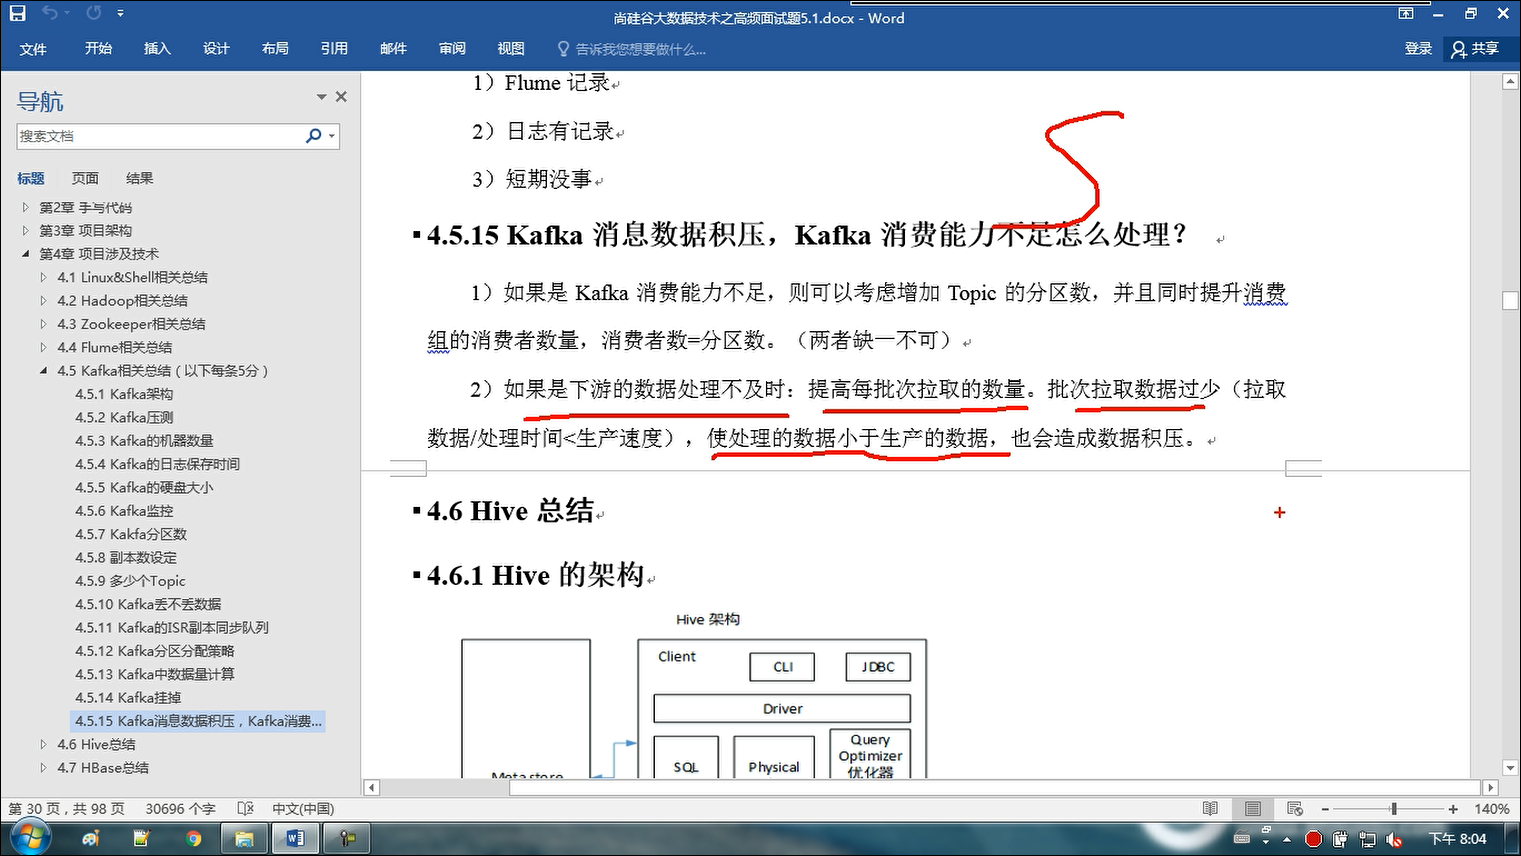 尚硅谷大数据技术之高频面试题5.1.docx - Word
文件 开始 插入 设计 布局 引用 邮件 审阅 视图 告诉我您想要做什么... 登录 共享
导航
搜索文档
标题 页面 结果
第2章 手写代码
第3章 项目架构
第4章 项目涉及技术
4.1 Linux&Shell相关总结
4.2 Hadoop相关总结
4.3 Zookeeper相关总结
4.4 Flume相关总结
4.5 Kafka相关总结（以下每条5分）
4.5.1 Kafka架构
4.5.2 Kafka压测
4.5.3 Kafka的机器数量
4.5.4 Kafka的日志保存时间
4.5.5 Kafka的硬盘大小
4.5.6 Kafka监控
4.5.7 Kakfa分区数
4.5.8 副本数设定
4.5.9 多少个Topic
4.5.10 Kafka丢不丢数据
4.5.11 Kafka的ISR副本同步队列
4.5.12 Kafka分区分配策略
4.5.13 Kafka中数据量计算
4.5.14 Kafka挂掉
4.5.15 Kafka消息数据积压，Kafka消费...
4.6 Hive总结
4.7 HBase总结
1）Flume 记录
2）日志有记录
3）短期没事
4.5.15 Kafka 消息数据积压，Kafka 消费能力不足怎么处理？
1）如果是 Kafka 消费能力不足，则可以考虑增加 Topic 的分区数，并且同时提升消费
组的消费者数量，消费者数=分区数。（两者缺一不可）
2）如果是下游的数据处理不及时：提高每批次拉取的数量。批次拉取数据过少（拉取
数据/处理时间<生产速度），使处理的数据小于生产的数据，也会造成数据积压。
4.6 Hive 总结
4.6.1 Hive 的架构
Hive 架构
Client
CLI
JDBC
Driver
Metastore
SQL
Physical
Query
Optimizer
优化器
第 30 页，共 98 页 30696 个字 中文(中国) 140%
下午 8:04